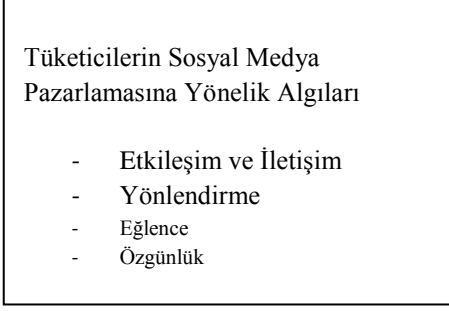 Tüketicilerin Sosyal Medya
Pazarlamasına Yönelik Algıları
- Etkileşim ve İletişim
- Yönlendirme
- Eğlence
- Özgünlük